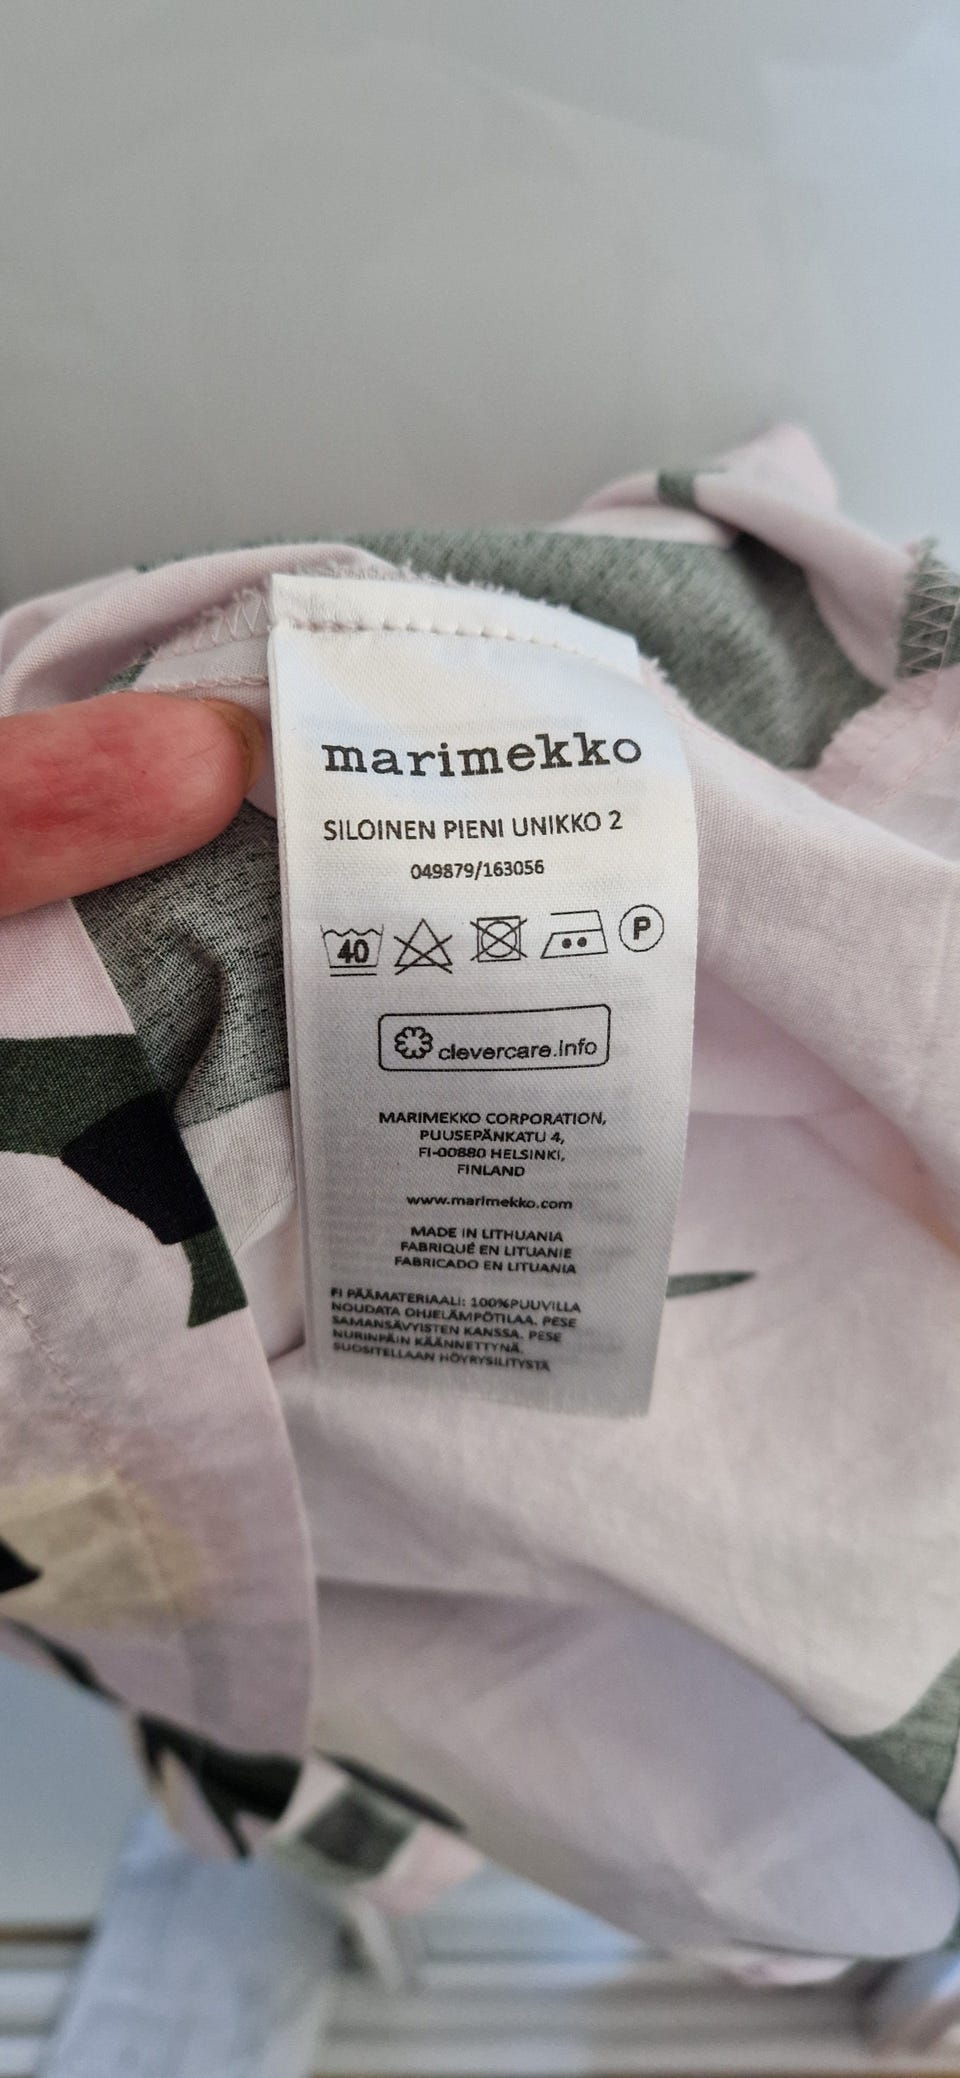 marimekko
SILOINEN PIENI UNIKKO 2
049879/163056
40 P
clevercare.info
MARIMEKKO CORPORATION,
PUUSEPÄNKATU 4,
FI-00880 HELSINKI,
FINLAND
www.marimekko.com
MADE IN LITHUANIA
FABRIQUÉ EN LITUANIE
FABRICADO EN LITUANIA
FI PÄÄMATERIAALI: 100%PUUVILLA
NOUDATA OHJELÄMPÖTILAA. PESE
SAMANSÄVYISTEN KANSSA. PESE
NURINPÄIN KÄÄNNETTYNÄ.
SUOSITELLAAN HÖYRYSILITYSTÄ